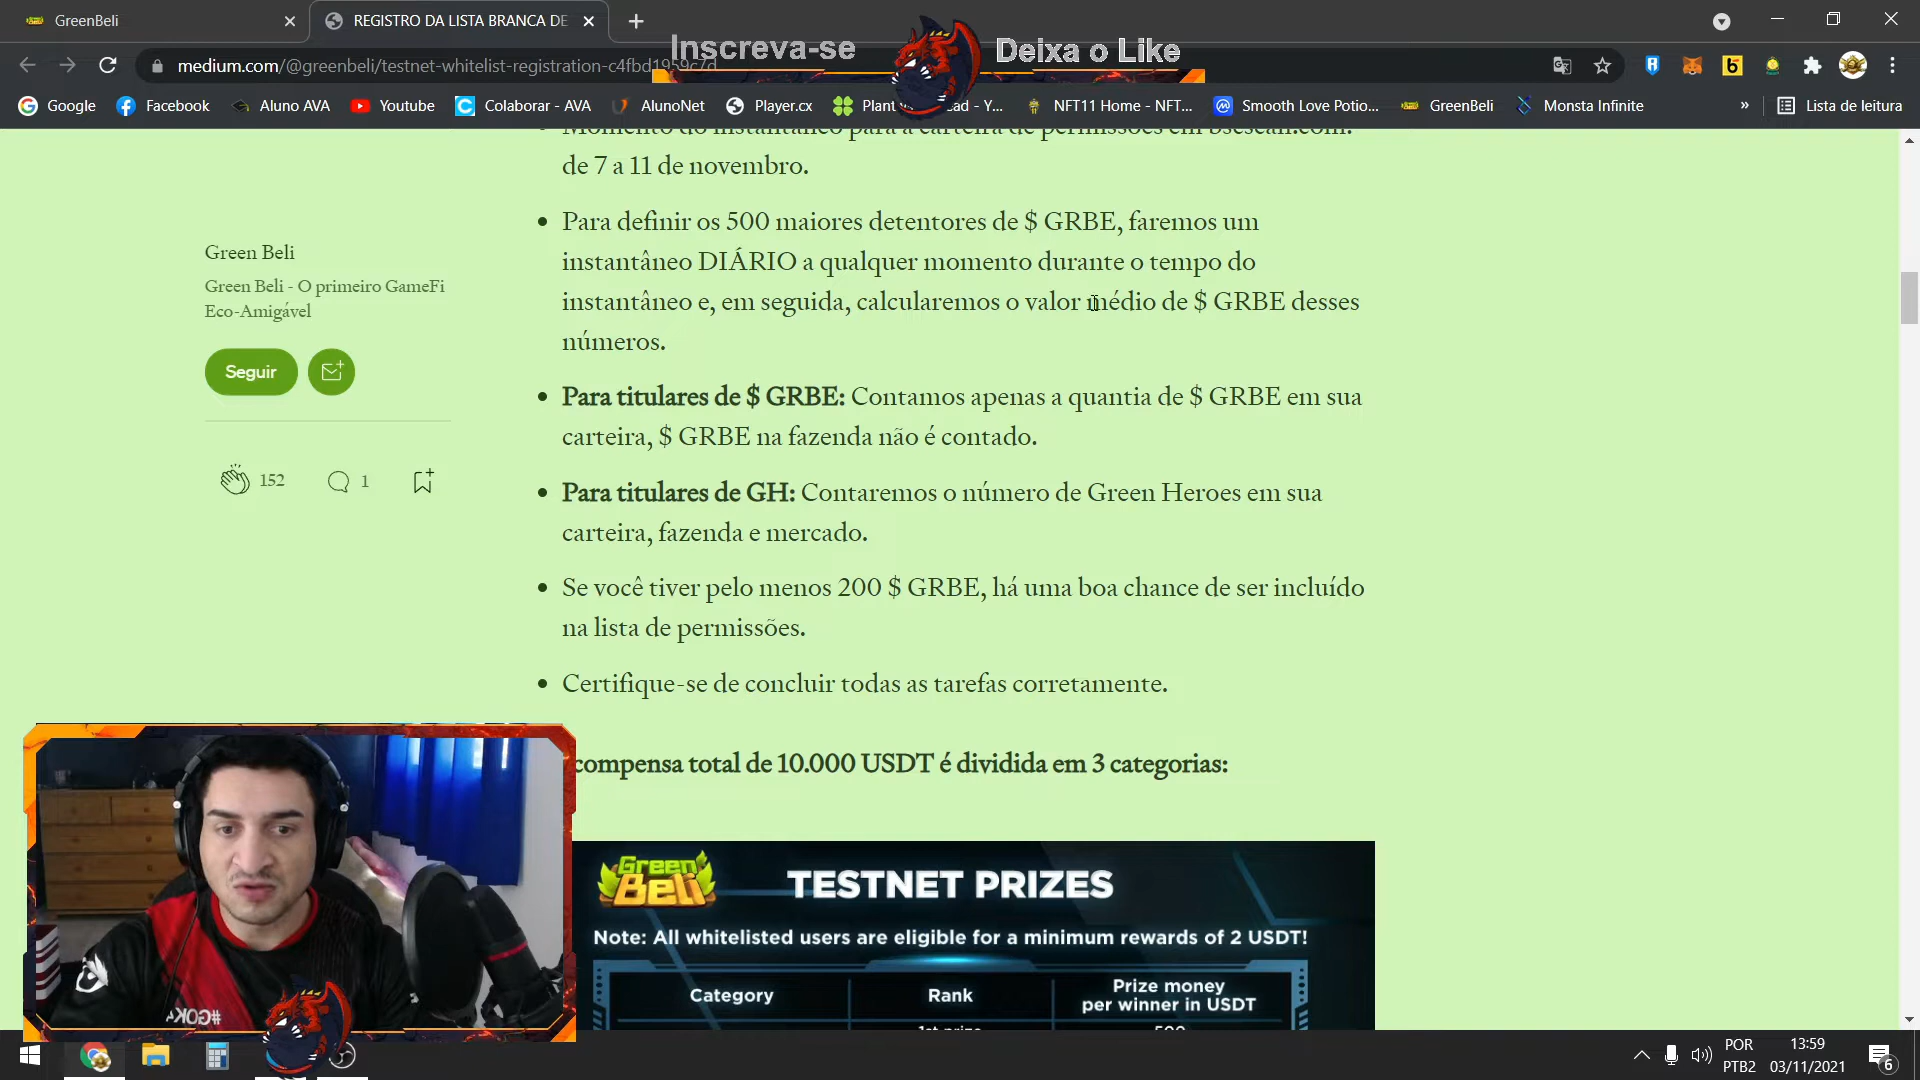 GreenBeli
REGISTRO DA LISTA BRANCA DE
Inscreva-se
Deixa o Like
medium.com/@greenbeli/testnet-whitelist-registration-c4fbd1959c7d
Google
Facebook
Aluno AVA
Youtube
Colaborar - AVA
AlunoNet
Player.cx
NFT11 Home - NFT...
Smooth Love Potio...
GreenBeli
Monsta Infinite
»
Lista de leitura
Momento do instantâneo para a carteira de permissões em bscscan.com:
de 7 a 11 de novembro.
• Para definir os 500 maiores detentores de $ GRBE, faremos um
instantâneo DIÁRIO a qualquer momento durante o tempo do
instantâneo e, em seguida, calcularemos o valor médio de $ GRBE desses
números.
• Para titulares de $ GRBE: Contamos apenas a quantia de $ GRBE em sua
carteira, $ GRBE na fazenda não é contado.
• Para titulares de GH: Contaremos o número de Green Heroes em sua
carteira, fazenda e mercado.
• Se você tiver pelo menos 200 $ GRBE, há uma boa chance de ser incluído
na lista de permissões.
• Certifique-se de concluir todas as tarefas corretamente.
Green Beli
Green Beli - O primeiro GameFi
Eco-Amigável
Seguir
152
1
compensa total de 10.000 USDT é dividida em 3 categorias:
Green
Beli
TESTNET PRIZES
Note: All whitelisted users are eligible for a minimum rewards of 2 USDT!
Category
Rank
Prize money
per winner in USDT
1st prize
500
#GOKA
POR
PTB2
13:59
03/11/2021
6